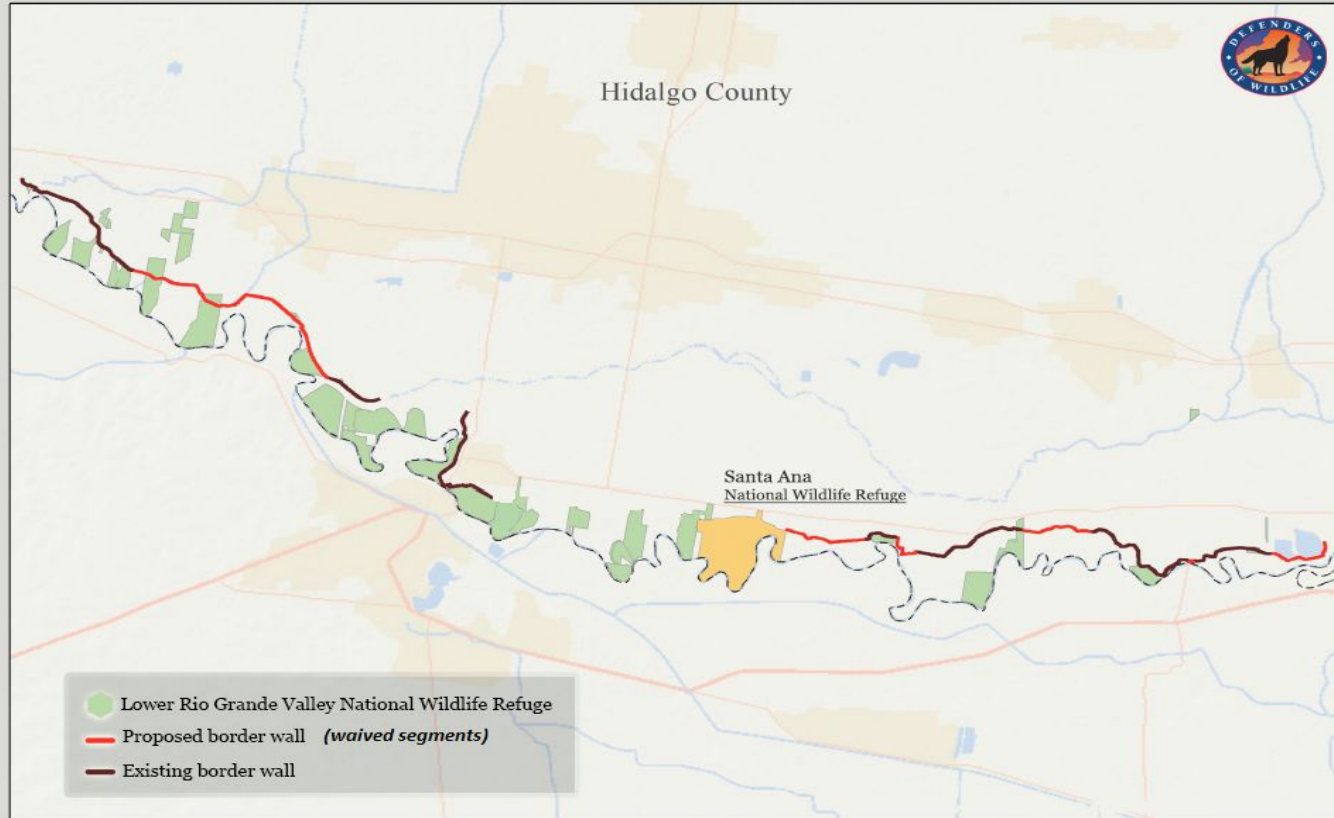 DEFENDERS
OF WILDLIFE
Hidalgo County
Santa Ana
National Wildlife Refuge
Lower Rio Grande Valley National Wildlife Refuge
Proposed border wall (waived segments)
Existing border wall